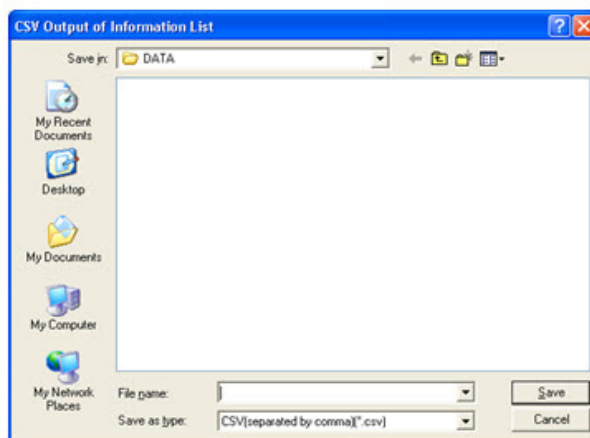 CSV Output of Information List
Save in:
DATA
My Recent
Documents
Desktop
My Documents
My Computer
My Network
Places
File name:
Save
Save as type:
CSV(separated by comma)(*.csv)
Cancel